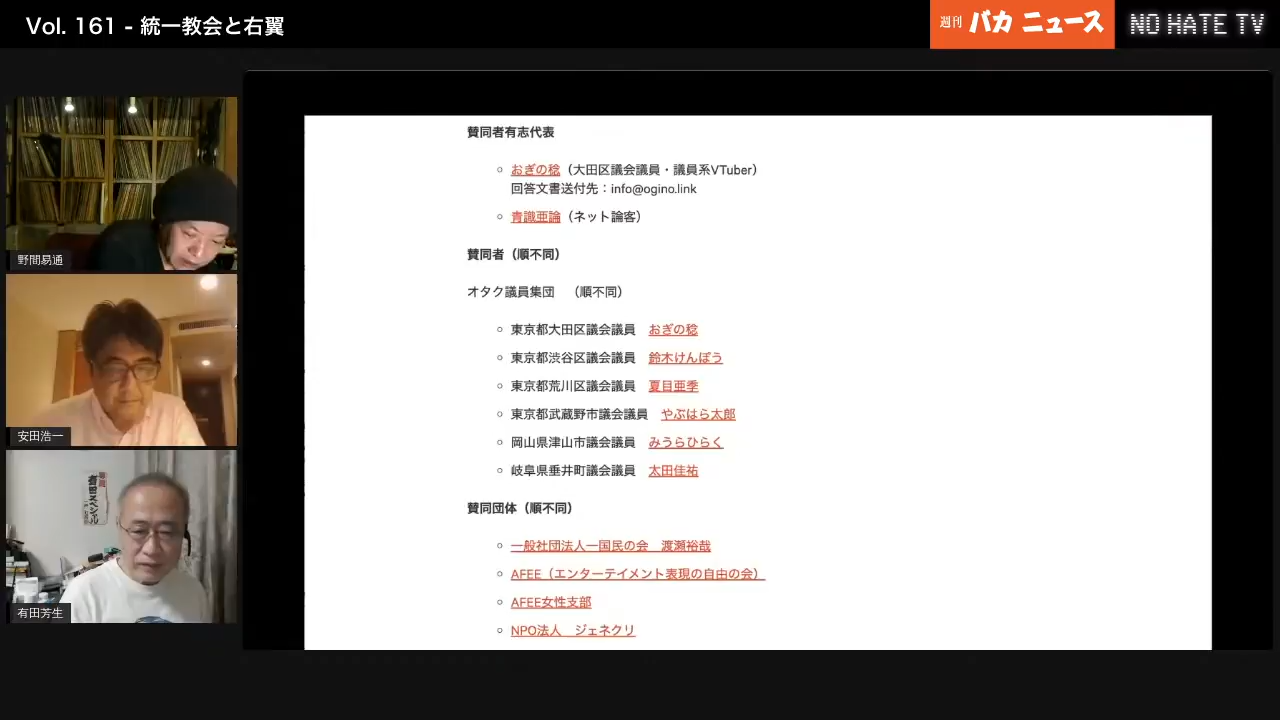 Vol. 161 - 統一教会と右翼
週刊 バカ ニュース
NO HATE TV
野間易通
安田浩一
有田芳生
賛同者有志代表
おぎの稔（大田区議会議員・議員系VTuber）
回答文書送付先：info@ogino.link
青識亜論（ネット論客）
賛同者（順不同）
オタク議員集団　（順不同）
東京都大田区議会議員　おぎの稔
東京都渋谷区議会議員　鈴木けんぽう
東京都荒川区議会議員　夏目亜季
東京都武蔵野市議会議員　やぶはら太郎
岡山県津山市議会議員　みうらひらく
岐阜県垂井町議会議員　太田佳祐
賛同団体（順不同）
一般社団法人一国民の会　渡瀬裕哉
AFEE（エンターテイメント表現の自由の会）
AFEE女性支部
NPO法人　ジェネクリ